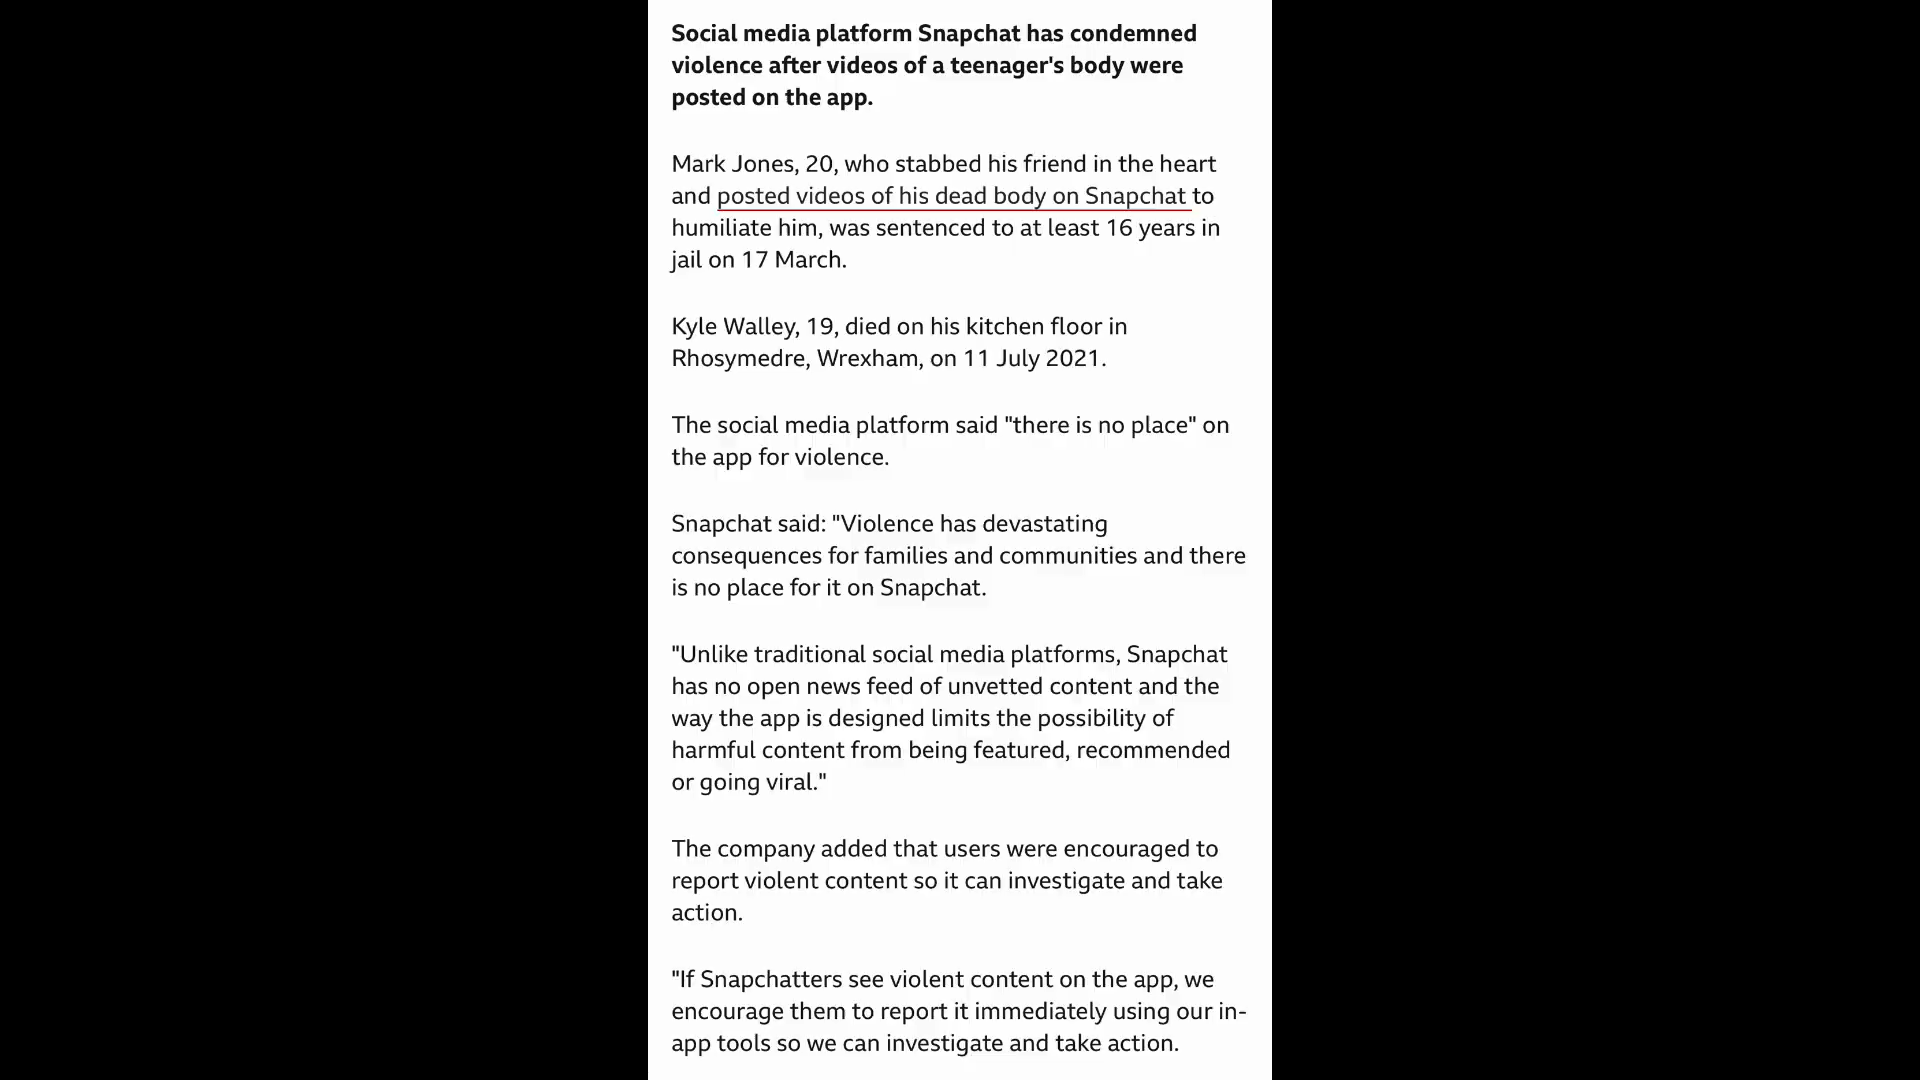 Social media platform Snapchat has condemned
violence after videos of a teenager's body were
posted on the app.
Mark Jones, 20, who stabbed his friend in the heart
and posted videos of his dead body on Snapchat to
humiliate him, was sentenced to at least 16 years in
jail on 17 March.
Kyle Walley, 19, died on his kitchen floor in
Rhosymedre, Wrexham, on 11 July 2021.
The social media platform said "there is no place" on
the app for violence.
Snapchat said: "Violence has devastating
consequences for families and communities and there
is no place for it on Snapchat.
"Unlike traditional social media platforms, Snapchat
has no open news feed of unvetted content and the
way the app is designed limits the possibility of
harmful content from being featured, recommended
or going viral."
The company added that users were encouraged to
report violent content so it can investigate and take
action.
"If Snapchatters see violent content on the app, we
encourage them to report it immediately using our in-
app tools so we can investigate and take action.